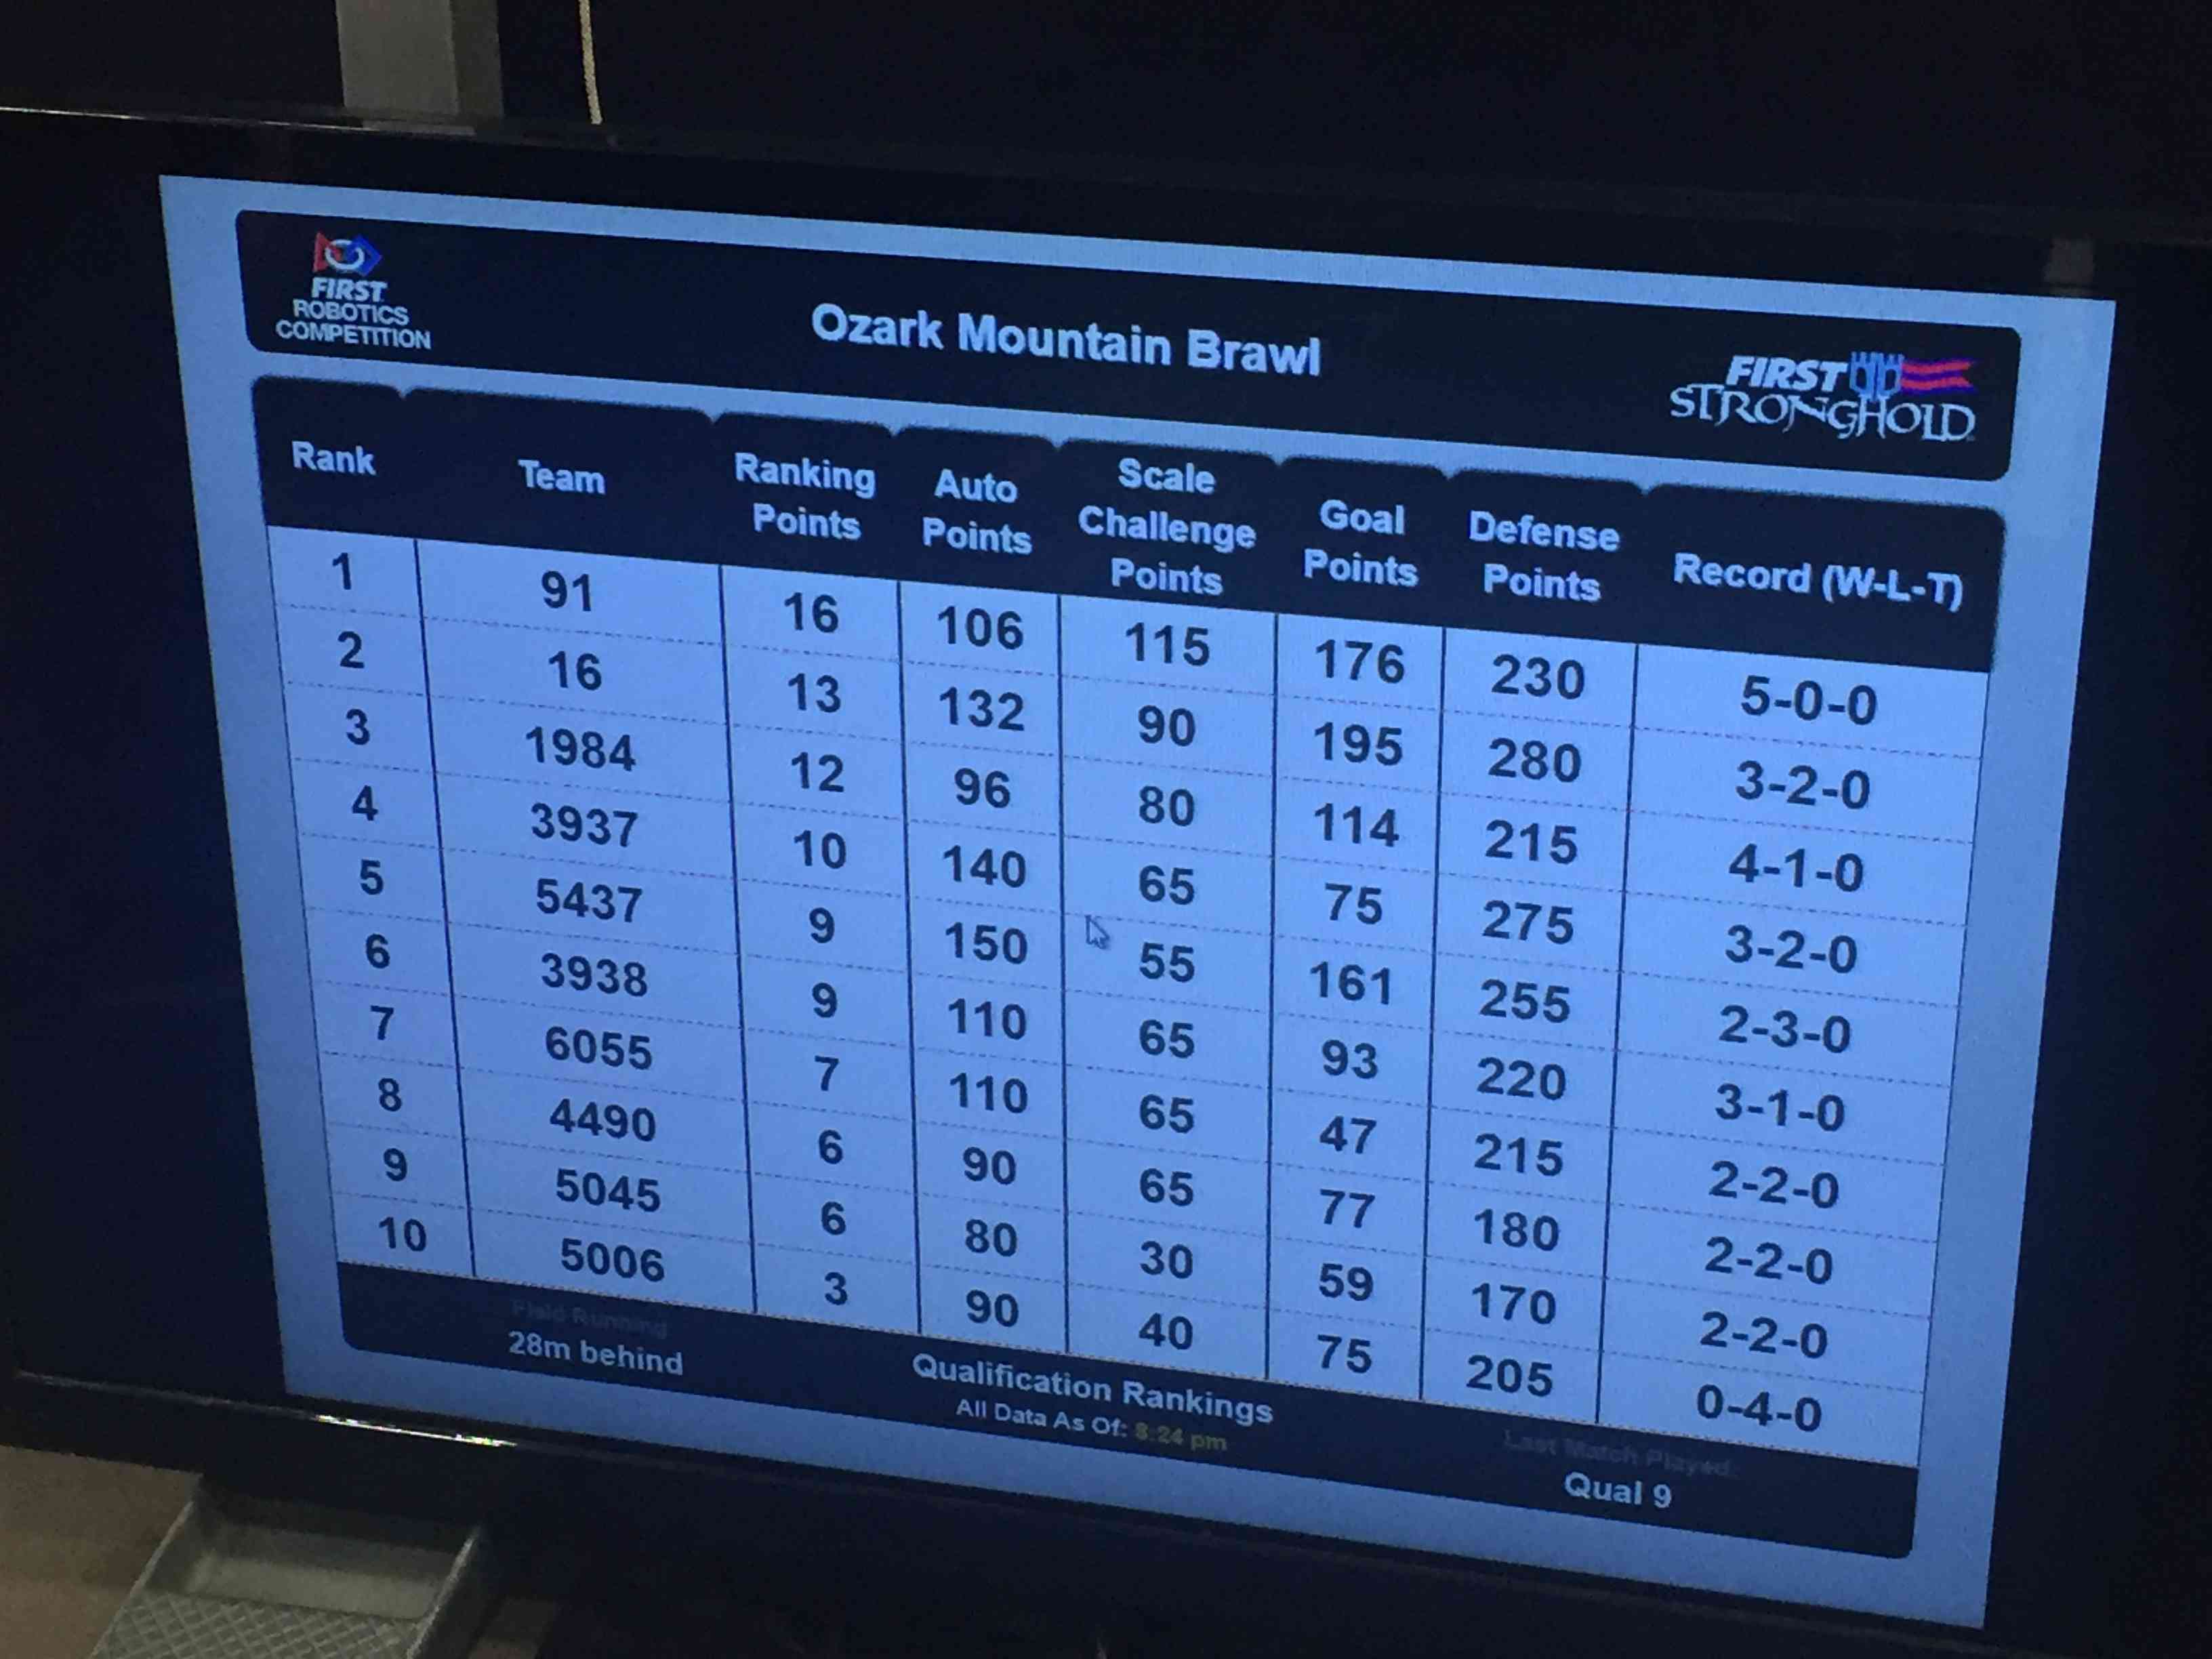 FIRST
ROBOTICS
COMPETITION
Ozark Mountain Brawl
FIRST
STRONGHOLD
Rank Team Ranking Points Auto Points Scale Challenge Points Goal Points Defense Points Record (W-L-T)
1 91 16 106 115 176 230 5-0-0
2 16 13 132 90 195 280 3-2-0
3 1984 12 96 80 114 215 4-1-0
4 3937 10 140 65 75 275 3-2-0
5 5437 9 150 55 161 255 2-3-0
6 3938 9 110 65 93 220 3-1-0
7 6055 7 110 65 47 215 2-2-0
8 4490 6 90 65 77 180 2-2-0
9 5045 6 80 30 59 170 2-2-0
10 5006 3 90 40 75 205 0-4-0
Field Running
28m behind
Qualification Rankings
All Data As Of: 8:24 pm
Last Match Played:
Qual 9